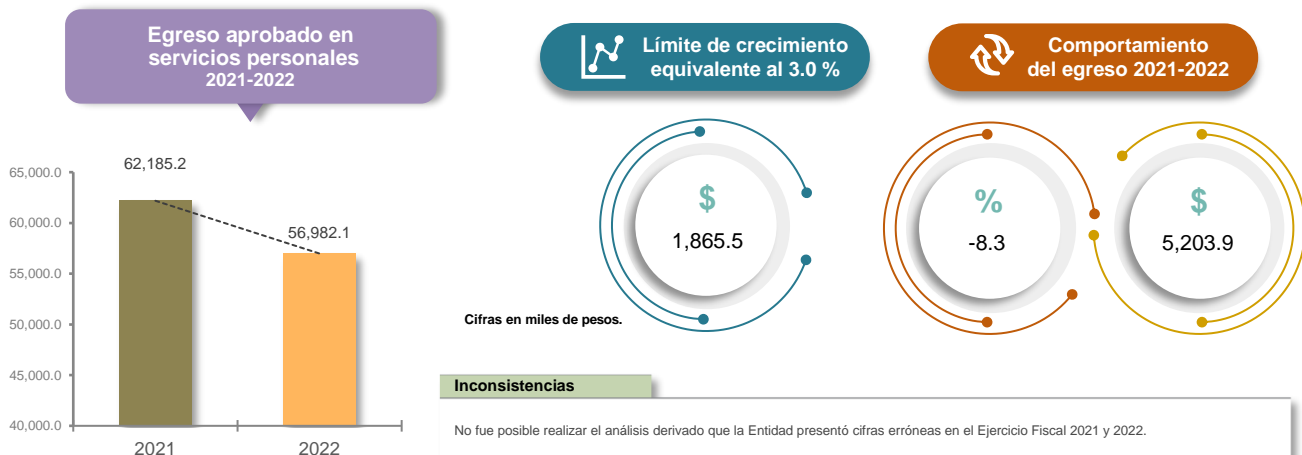 Egreso aprobado en
servicios personales
2021-2022
Límite de crecimiento
equivalente al 3.0 %
Comportamiento
del egreso 2021-2022
62,185.2
56,982.1
65,000.0
60,000.0
55,000.0
50,000.0
45,000.0
40,000.0
2021
2022
$
1,865.5
%
-8.3
$
5,203.9
Cifras en miles de pesos.
Inconsistencias
No fue posible realizar el análisis derivado que la Entidad presentó cifras erróneas en el Ejercicio Fiscal 2021 y 2022.